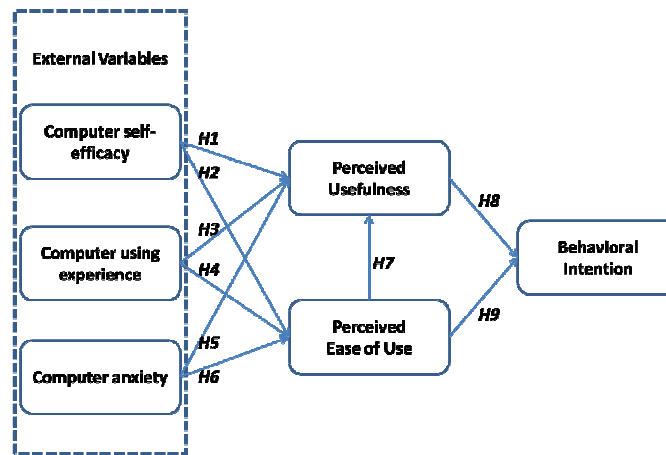 External Variables
Computer self-
efficacy
H1
H2
Perceived
Usefulness
H8
H3
Computer using
experience
H4
Behavioral
Intention
H7
H5
Perceived
Ease of Use
H9
Computer anxiety
H6